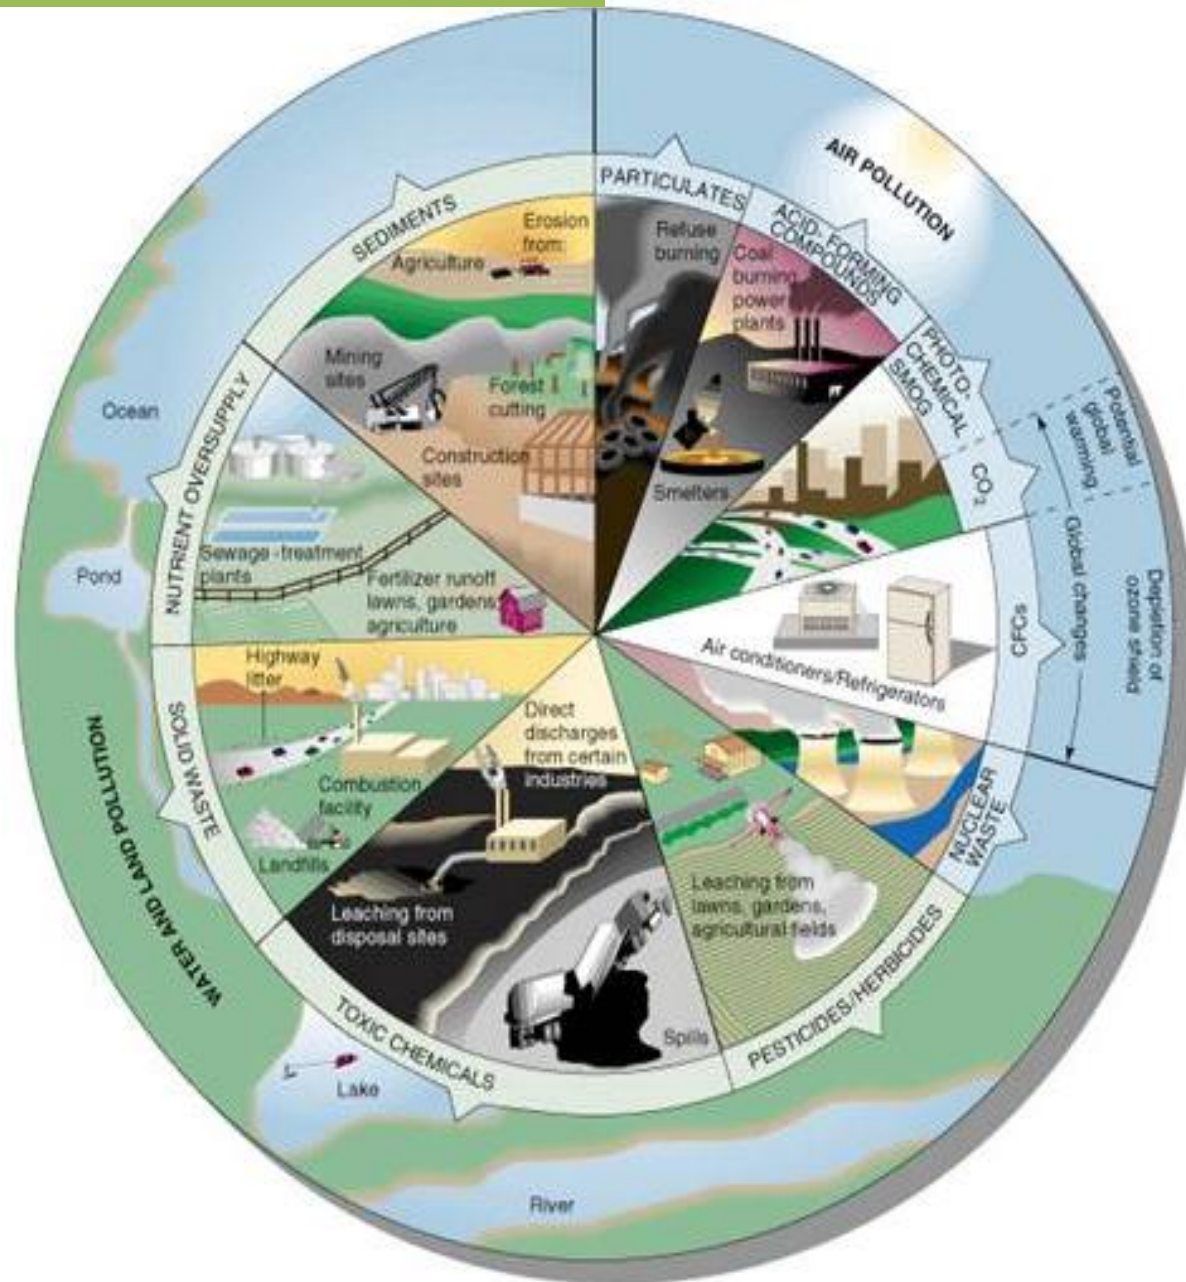 AIR POLLUTION
PARTICULATES
Refuse
burning
ACID-FORMING
COMPOUNDS
Coal
burning
power
plants
Smelters
PHOTO-
CHEMICAL
SMOG
CO2
Potential
global
warming
Global changes
Depletion of
ozone shield
CFCs
Air conditioners/Refrigerators
NUCLEAR
WASTE
PESTICIDES/HERBICIDES
Leaching from
lawns, gardens,
agricultural fields
TOXIC CHEMICALS
Direct
discharges
from certain
industries
Leaching from
disposal sites
Spills
SOLID WASTE
Highway
litter
Combustion
facility
Landfills
NUTRIENT OVERSUPPLY
Sewage-treatment
plants
Fertilizer runoff
lawns, gardens
agriculture
SEDIMENTS
Erosion
from:
Agriculture
Mining
sites
Forest
cutting
Construction
sites
WATER AND LAND POLLUTION
Ocean
Pond
Lake
River